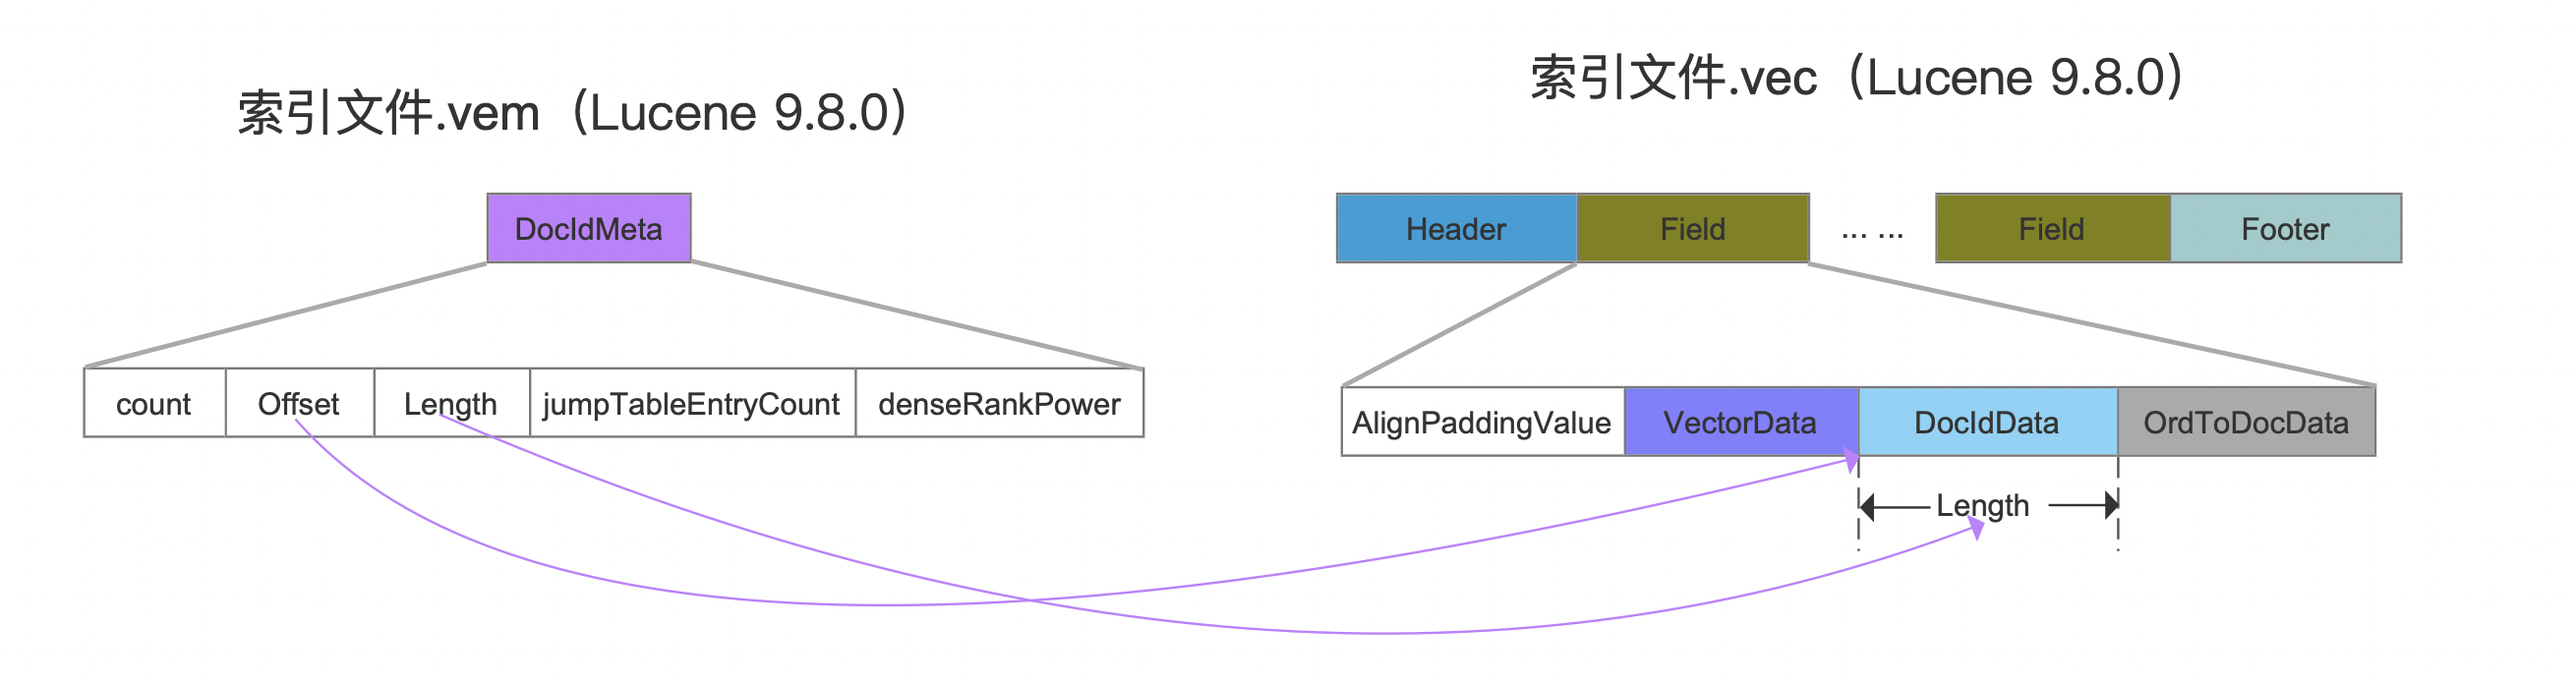 索引文件.vem（Lucene 9.8.0）
DocIdMeta
count Offset Length jumpTableEntryCount denseRankPower
索引文件.vec（Lucene 9.8.0）
Header Field ... ... Field Footer
AlignPaddingValue VectorData DocIdData OrdToDocData
Length